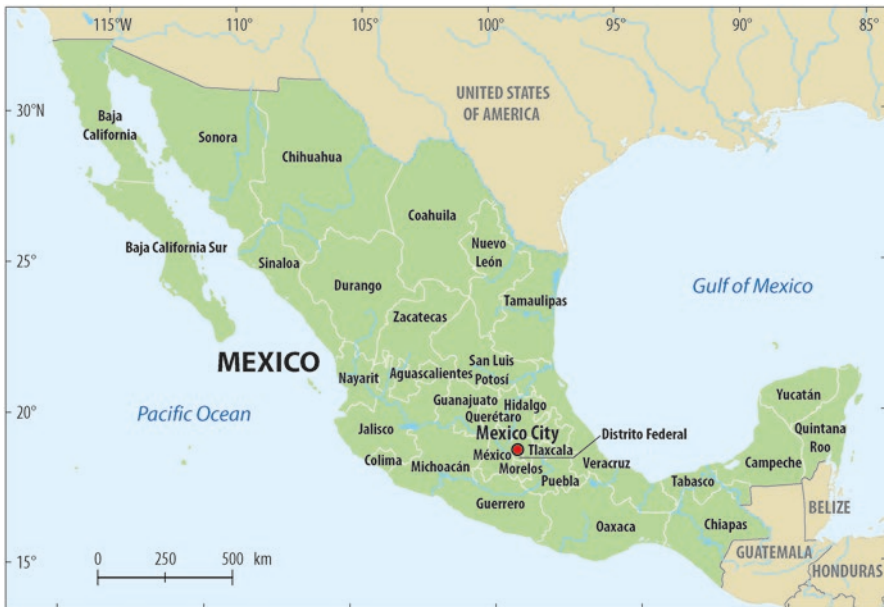 115°W
110°
105°
100°
95°
90°
85°
30°N
25°
20°
15°
UNITED STATES
OF AMERICA
Baja
California
Sonora
Chihuahua
Coahuila
Nuevo
León
Baja California Sur
Sinaloa
Durango
Tamaulipas
Gulf of Mexico
Zacatecas
MEXICO
San Luis
Potosí
Nayarit
Aguascalientes
Guanajuato
Hidalgo
Querétaro
Yucatán
Quintana
Roo
Pacific Ocean
Jalisco
Mexico City
Distrito Federal
Colima
Michoacán
México
Tlaxcala
Morelos
Puebla
Veracruz
Tabasco
Campeche
Guerrero
Oaxaca
Chiapas
BELIZE
GUATEMALA
HONDURAS
0 250 500 km